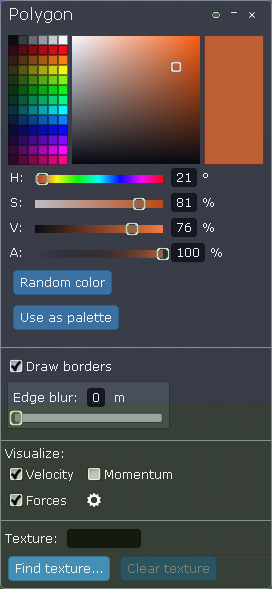 Polygon
H: 21 °
S: 81 %
V: 76 %
A: 100 %
Random color
Use as palette
Draw borders
Edge blur: 0 m
Visualize:
Velocity Momentum
Forces
Texture:
Find texture... Clear texture